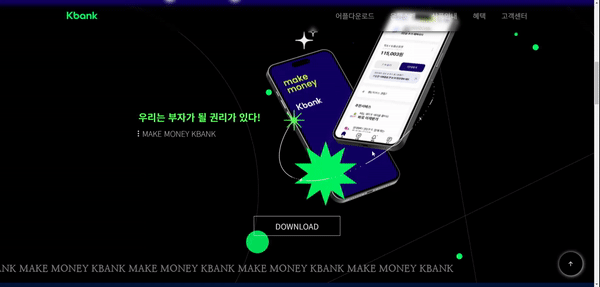 Kbank
어플다운로드
혜택
고객센터
make
money
Kbank
115,003원
우리는 부자가 될 권리가 있다!
MAKE MONEY KBANK
DOWNLOAD
NK MAKE MONEY KBANK MAKE MONEY KBANK MAKE MONEY KBANK MAKE MONEY KBANK